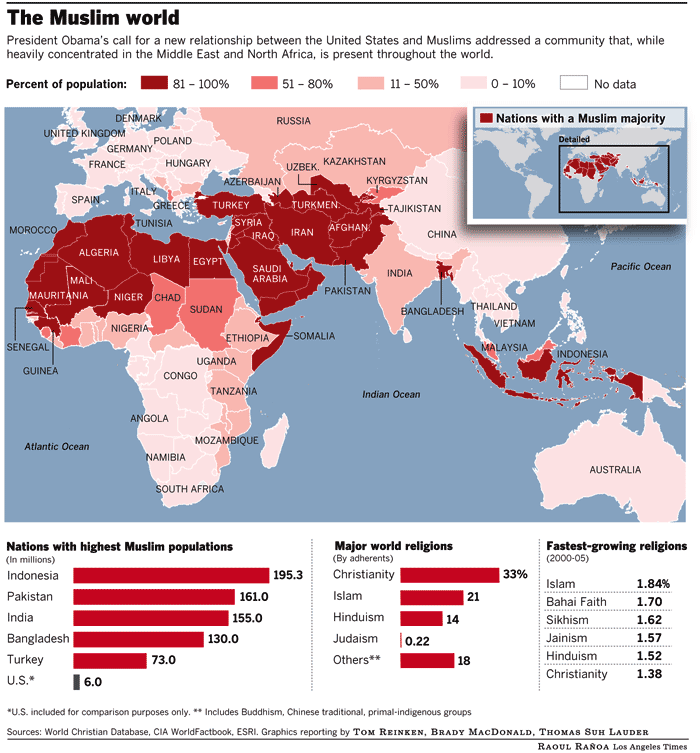 The Muslim world
President Obama's call for a new relationship between the United States and Muslims addressed a community that, while
heavily concentrated in the Middle East and North Africa, is present throughout the world.
Percent of population: 81 – 100% 51 – 80% 11 – 50% 0 – 10% No data
Nations with a Muslim majority
Detailed
DENMARK
RUSSIA
UNITED KINGDOM
POLAND
GERMANY
FRANCE
HUNGARY
KAZAKHSTAN
UZBEK.
KYRGYZSTAN
AZERBAIJAN
ITALY
SPAIN
GREECE
TURKEY
TURKMEN.
TAJIKISTAN
TUNISIA
SYRIA
MOROCCO
IRAQ
IRAN
AFGHAN.
CHINA
ALGERIA
LIBYA
EGYPT
Pacific Ocean
SAUDI
ARABIA
INDIA
MALI
MAURITANIA
NIGER
CHAD
PAKISTAN
SUDAN
BANGLADESH
THAILAND
NIGERIA
VIETNAM
ETHIOPIA
SOMALIA
SENEGAL
MALAYSIA
INDONESIA
GUINEA
UGANDA
CONGO
TANZANIA
Indian Ocean
ANGOLA
MOZAMBIQUE
Atlantic Ocean
NAMIBIA
AUSTRALIA
SOUTH AFRICA
Nations with highest Muslim populations
(In millions)
Indonesia 195.3
Pakistan 161.0
India 155.0
Bangladesh 130.0
Turkey 73.0
U.S.* 6.0
Major world religions
(By adherents)
Christianity 33%
Islam 21
Hinduism 14
Judaism 0.22
Others** 18
Fastest-growing religions
(2000-05)
Islam 1.84%
Bahai Faith 1.70
Sikhism 1.62
Jainism 1.57
Hinduism 1.52
Christianity 1.38
*U.S. included for comparison purposes only. ** Includes Buddhism, Chinese traditional, primal-indigenous groups
Sources: World Christian Database, CIA WorldFactbook, ESRI. Graphics reporting by TOM REINKEN, BRADY MACDONALD, THOMAS SUH LAUDER
RAOUL RAÑOA Los Angeles Times